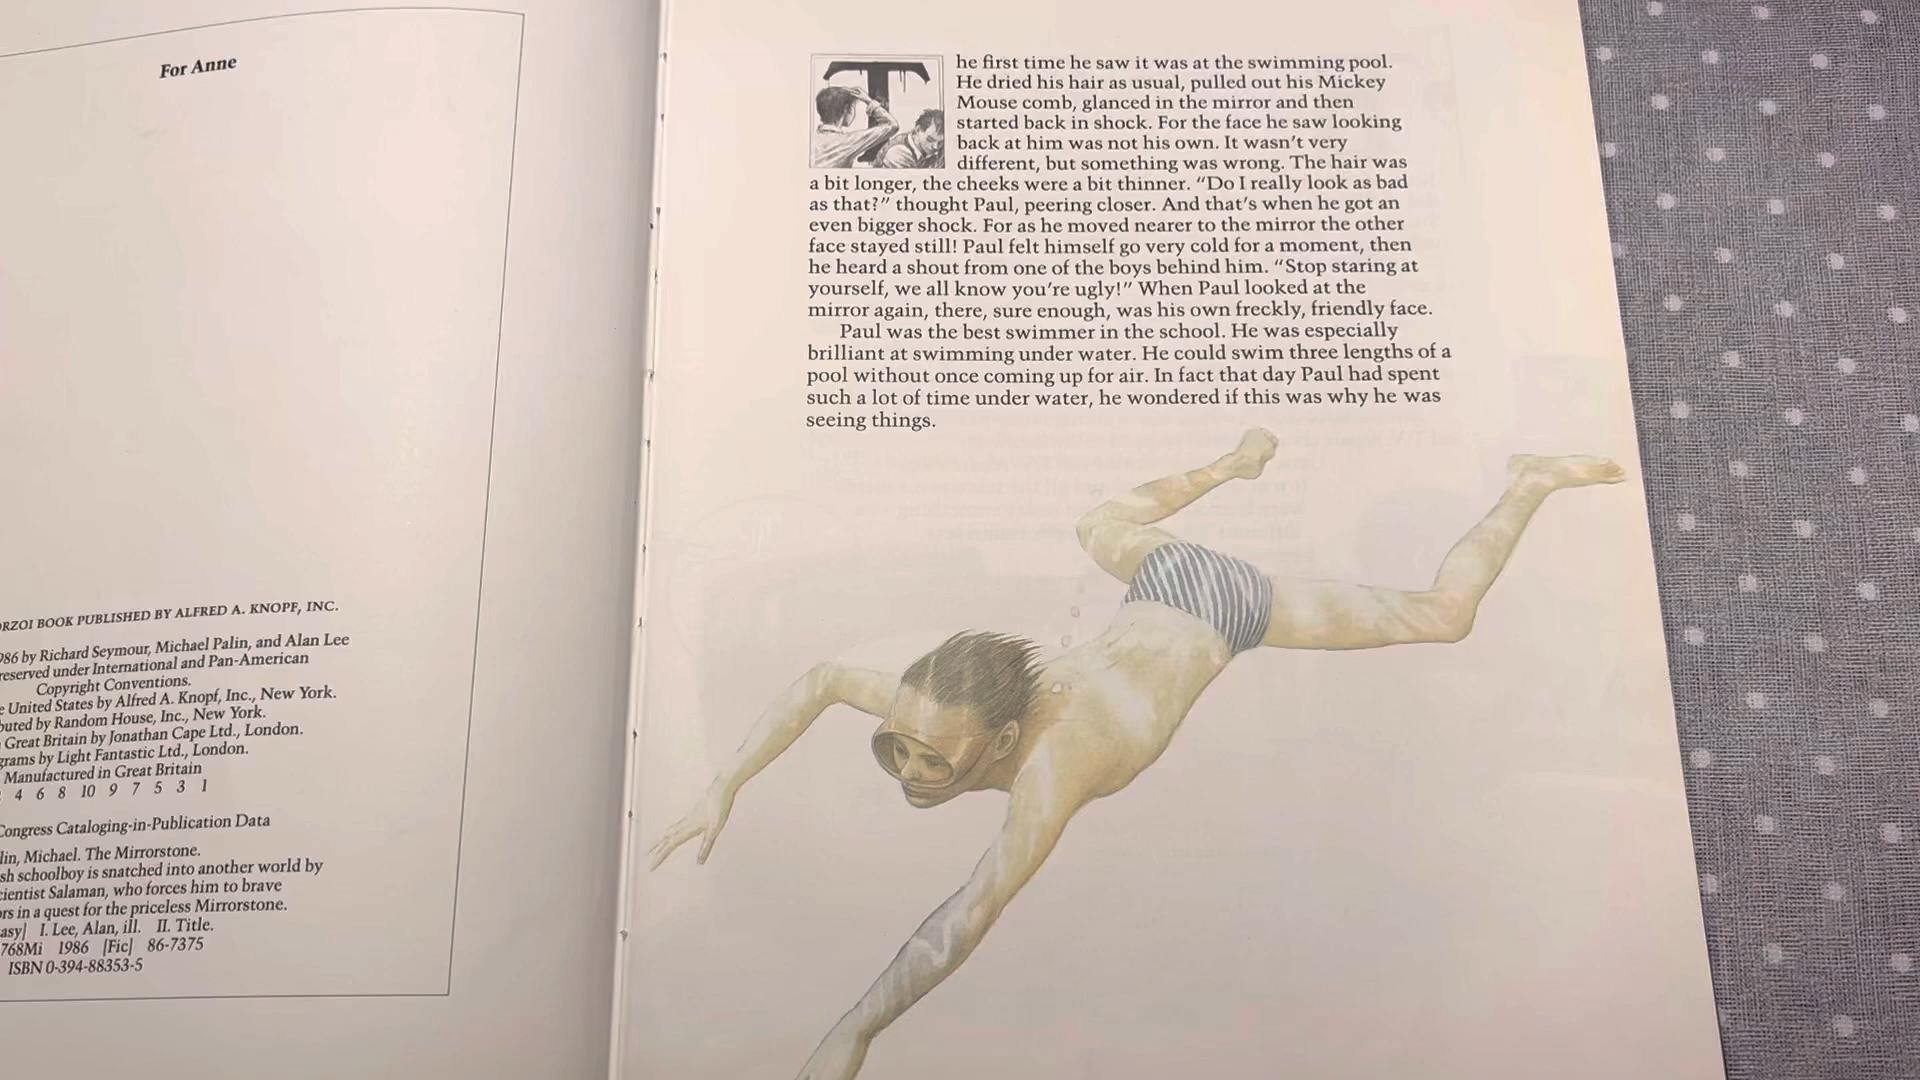 For Anne
BOOK PUBLISHED BY ALFRED A. KNOPF, INC.
by Richard Seymour, Michael Palin, and Alan Lee
reserved under International and Pan-American
Copyright Conventions.
United States by Alfred A. Knopf, Inc., New York.
by Random House, Inc., New York.
Great Britain by Jonathan Cape Ltd., London.
by Light Fantastic Ltd., London.
Manufactured in Great Britain
4 6 8 10 9 7 5 3 1
Congress Cataloging-in-Publication Data
Michael. The Mirrorstone.
schoolboy is snatched into another world by
Salaman, who forces him to brave
in a quest for the priceless Mirrorstone.
I. Lee, Alan, ill. II. Title.
768Mi 1986 [Fic] 86-7375
ISBN 0-394-88353-5
The first time he saw it was at the swimming pool.
He dried his hair as usual, pulled out his Mickey
Mouse comb, glanced in the mirror and then
started back in shock. For the face he saw looking
back at him was not his own. It wasn't very
different, but something was wrong. The hair was
a bit longer, the cheeks were a bit thinner. “Do I really look as bad
as that?” thought Paul, peering closer. And that's when he got an
even bigger shock. For as he moved nearer to the mirror the other
face stayed still! Paul felt himself go very cold for a moment, then
he heard a shout from one of the boys behind him. “Stop staring at
yourself, we all know you're ugly!” When Paul looked at the
mirror again, there, sure enough, was his own freckly, friendly face.
Paul was the best swimmer in the school. He was especially
brilliant at swimming under water. He could swim three lengths of a
pool without once coming up for air. In fact that day Paul had spent
such a lot of time under water, he wondered if this was why he was
seeing things.